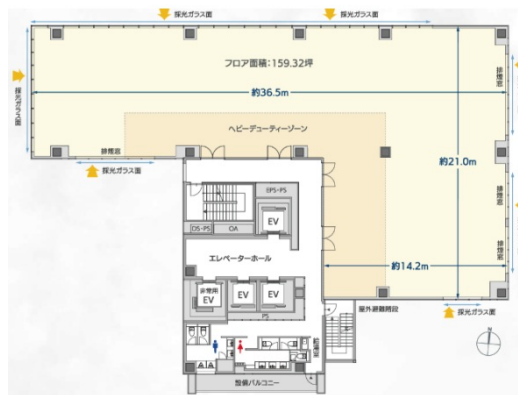 採光ガラス面
採光ガラス面
フロア面積：159.32坪
約36.5m
採光ガラス面
排煙窓
ヘビーデューティーゾーン
排煙窓
採光ガラス面
約21.0m
排煙窓
EPS・PS
EV
DS・PS
OA
エレベーターホール
排煙窓
約14.2m
非常用
EV
EV
EV
PS
屋外避難階段
採光ガラス面
給湯室
N
設備バルコニー